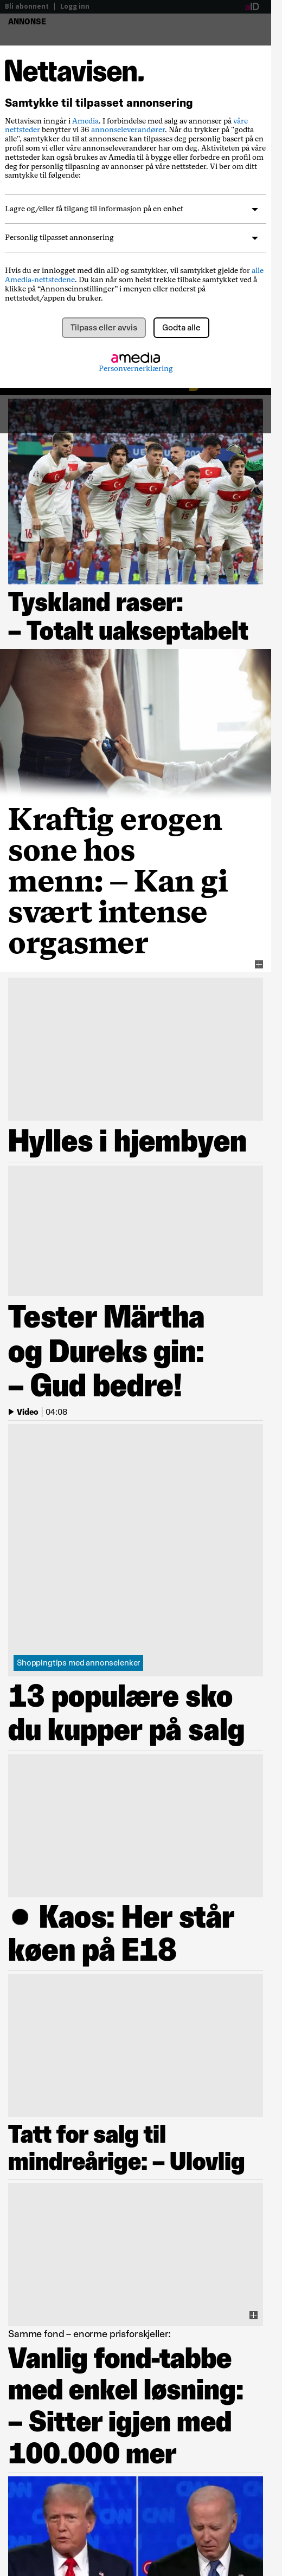 Bli abonnent | Logg inn
aID
ANNONSE
Nettavisen.
Samtykke til tilpasset annonsering
Nettavisen inngår i Amedia. I forbindelse med salg av annonser på våre
nettsteder benytter vi 36 annonseleverandører. Når du trykker på "godta
alle", samtykker du til at annonsene kan tilpasses deg personlig basert på en
profil som vi eller våre annonseleverandører har om deg. Aktiviteten på våre
nettsteder kan også brukes av Amedia til å bygge eller forbedre en profil om
deg for personlig tilpasning av annonser på våre nettsteder. Vi ber om ditt
samtykke til følgende:
Lagre og/eller få tilgang til informasjon på en enhet
Personlig tilpasset annonsering
Hvis du er innlogget med din aID og samtykker, vil samtykket gjelde for alle
Amedia-nettstedene. Du kan når som helst trekke tilbake samtykket ved å
klikke på “Annonseinnstillinger” i menyen eller nederst på
nettstedet/appen du bruker.
Tilpass eller avvis
Godta alle
amedia
Personvernerklæring
Tyskland raser:
– Totalt uakseptabelt
Kraftig erogen
sone hos
menn: – Kan gi
svært intense
orgasmer
Hylles i hjembyen
Tester Märtha
og Dureks gin:
– Gud bedre!
Video | 04:08
Shoppingtips med annonselenker
13 populære sko
du kupper på salg
● Kaos: Her står
køen på E18
Tatt for salg til
mindreårige: – Ulovlig
Samme fond – enorme prisforskjeller:
Vanlig fond-tabbe
med enkel løsning:
– Sitter igjen med
100.000 mer